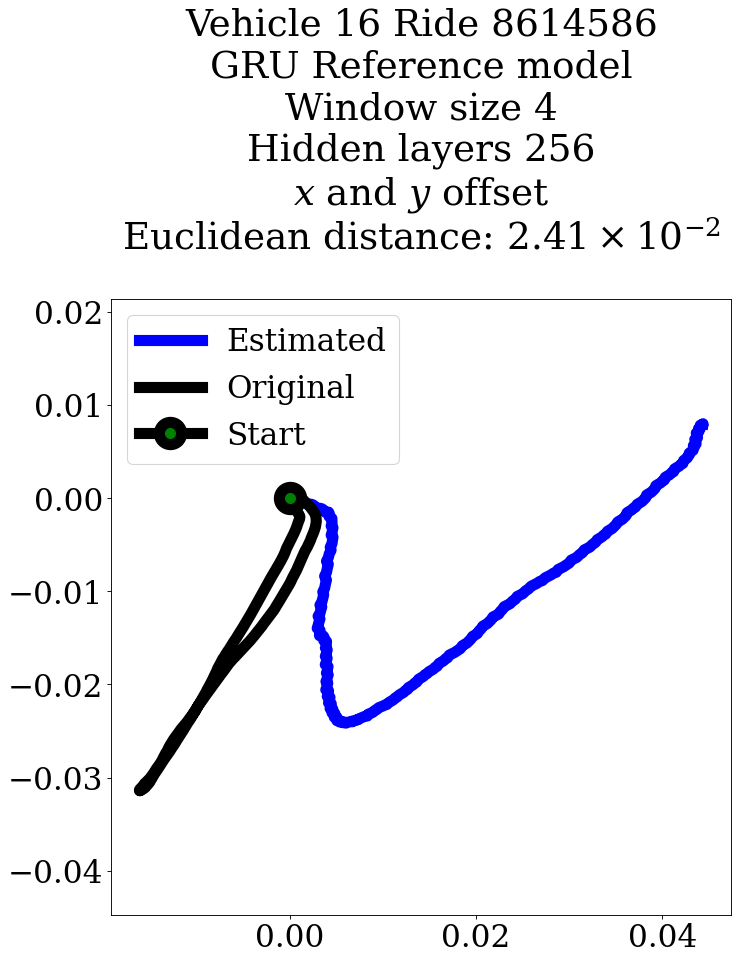 Vehicle 16 Ride 8614586
GRU Reference model
Window size 4
Hidden layers 256
x and y offset
Euclidean distance: 2.41 × 10⁻²
Estimated
Original
Start
0.02
0.01
0.00
−0.01
−0.02
−0.03
−0.04
0.00 0.02 0.04